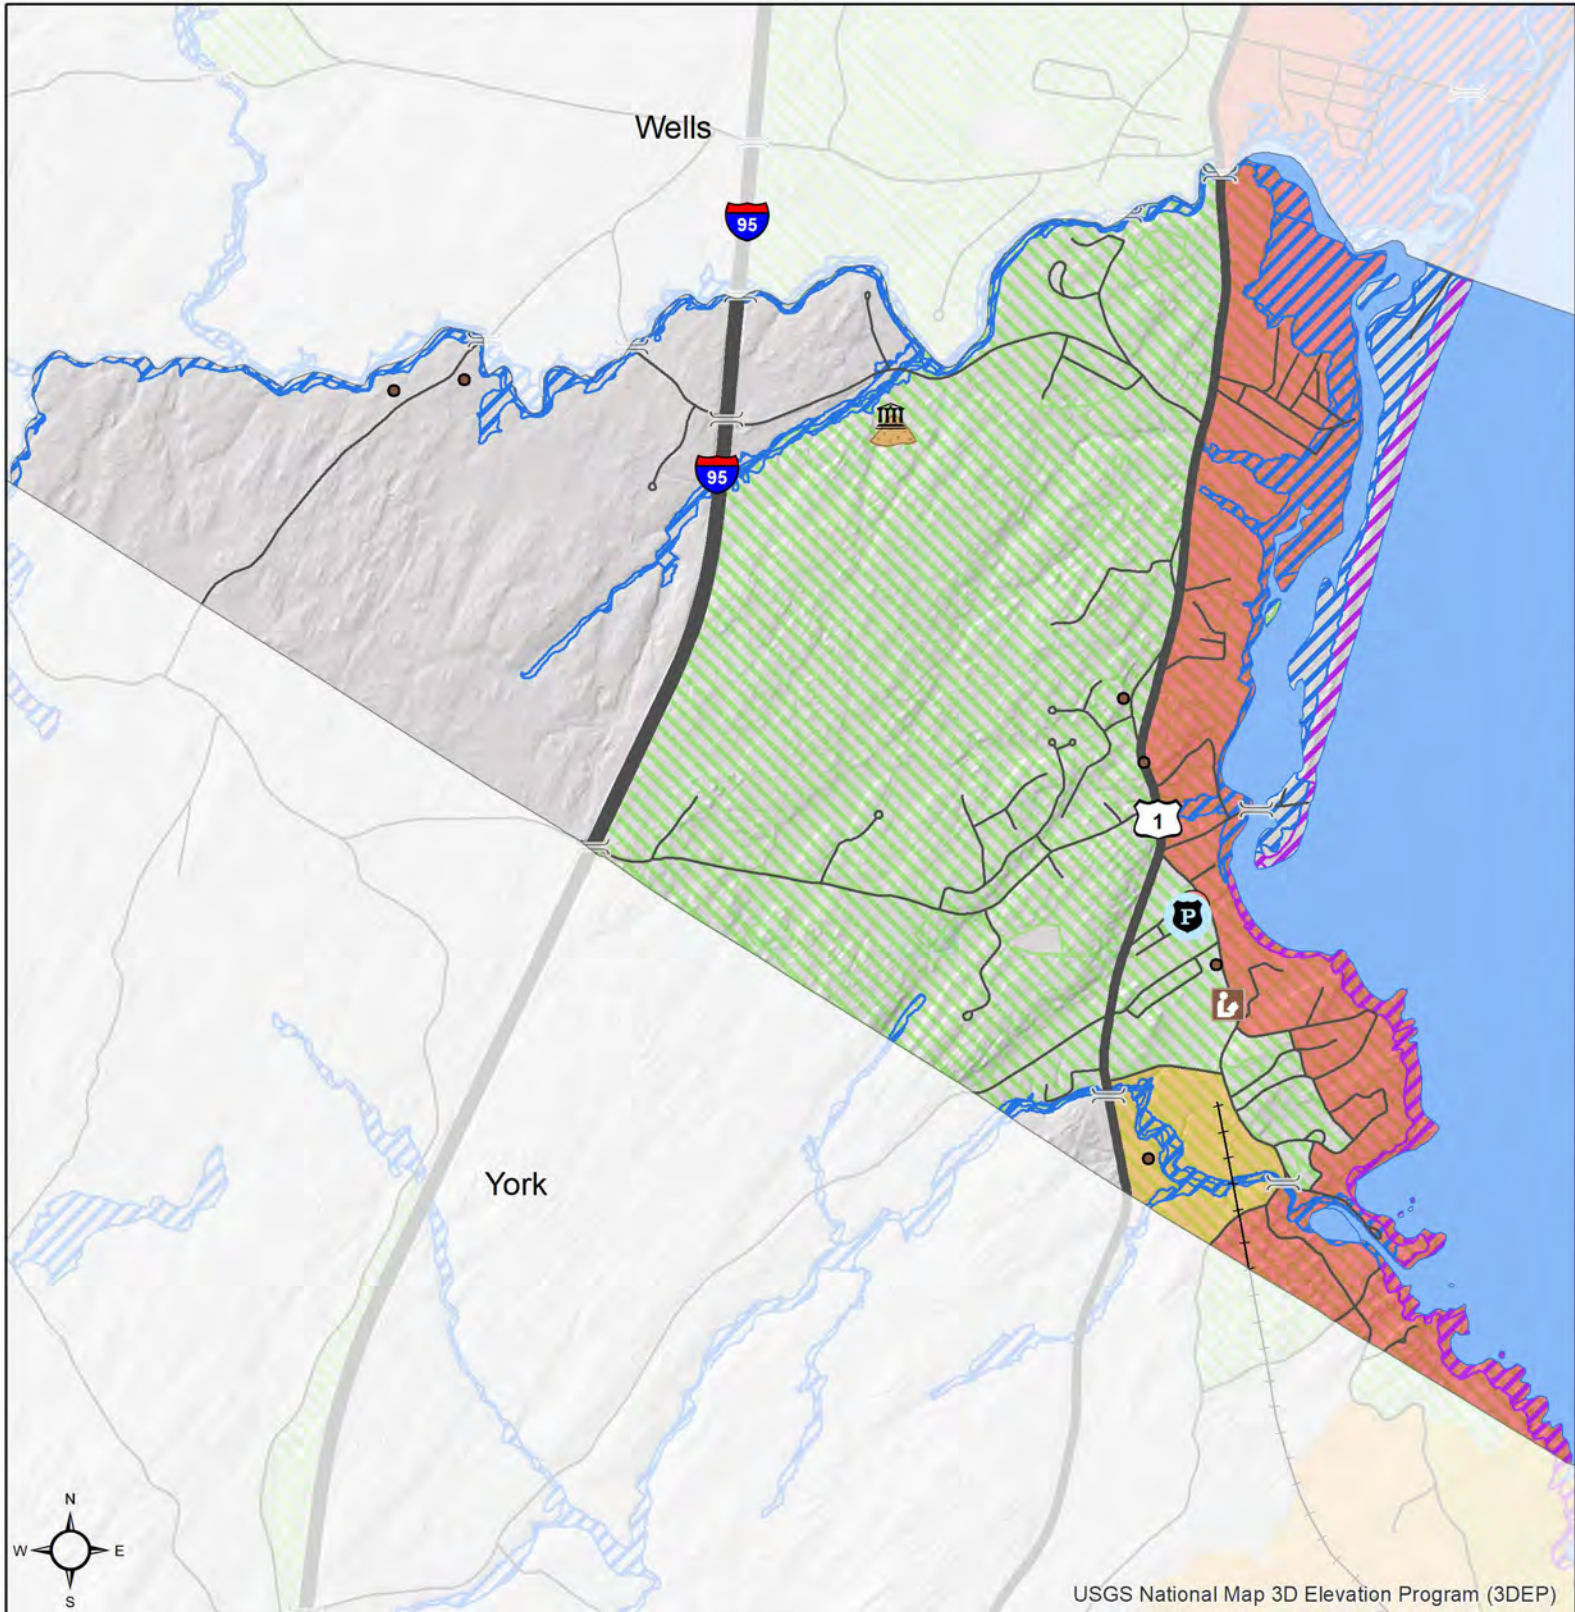 Wells
95
95
1
P
York
N
W E
S
USGS National Map 3D Elevation Program (3DEP)